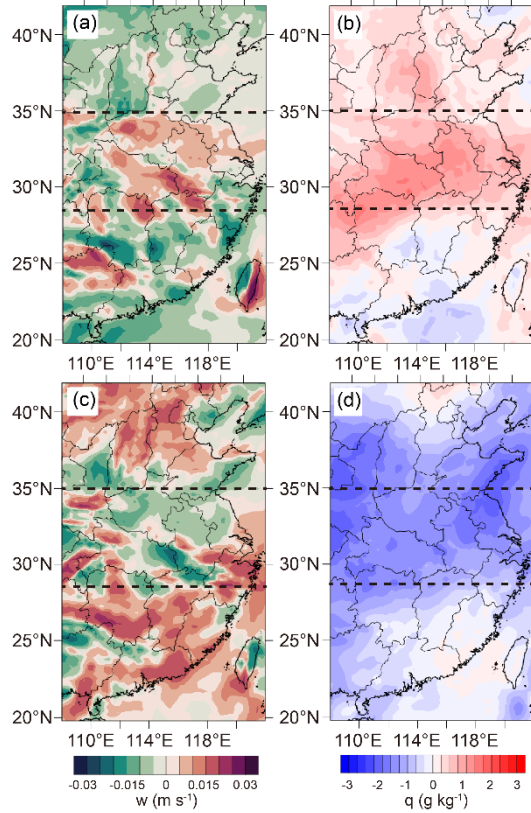 (a) (b)
40°N 40°N
35°N 35°N
30°N 30°N
25°N 25°N
20°N 20°N
110°E 114°E 118°E 110°E 114°E 118°E
(c) (d)
40°N 40°N
35°N 35°N
30°N 30°N
25°N 25°N
20°N 20°N
110°E 114°E 118°E 110°E 114°E 118°E
-0.03 -0.015 0 0.015 0.03 -3 -2 -1 0 1 2 3
w (m s⁻¹) q (g kg⁻¹)